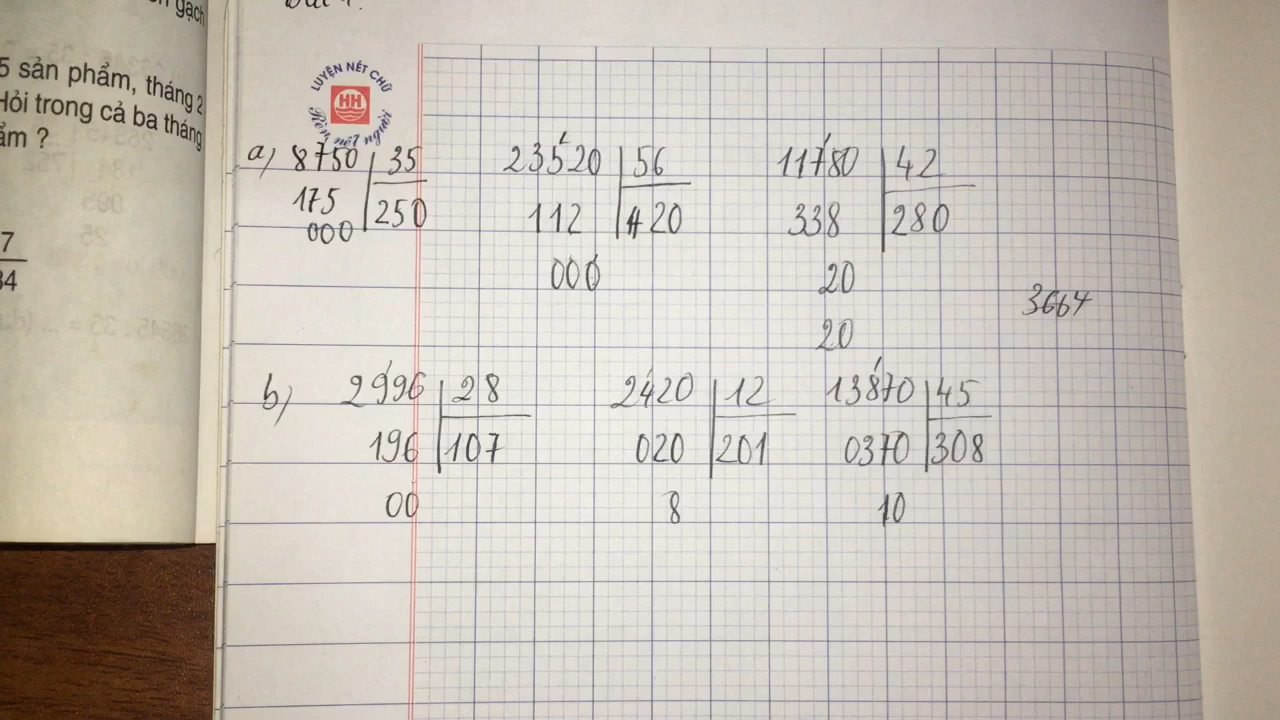 gạch
5 sản phẩm, tháng 2
Hỏi trong cả ba tháng
ẩm ?
7
34
LUYỆN NÉT CHỮ
HH
Rèn nết người
a) 8750 35 23520 56 11780 42
175 250 112 420 338 280
000 000 20
3664
20
b) 2996 28 2420 12 13870 45
196 107 020 201 0370 308
00 8 10